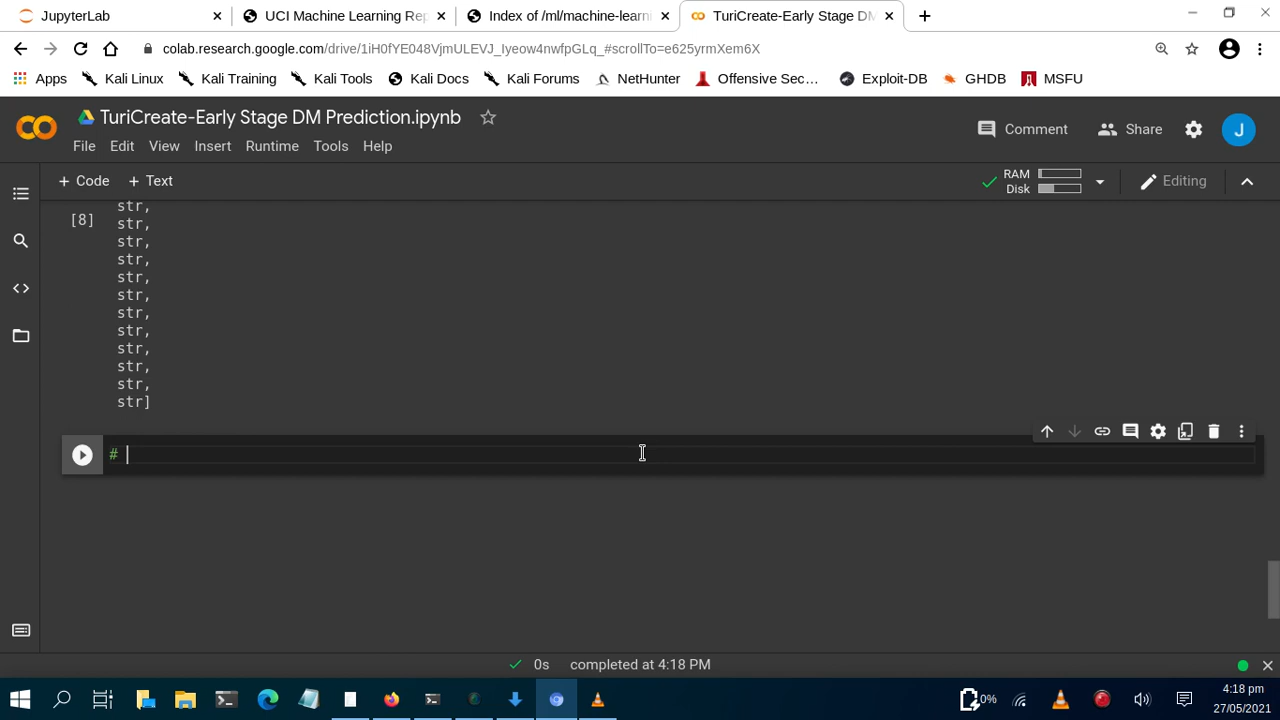 JupyterLab
UCI Machine Learning Rep
Index of /ml/machine-learni
TuriCreate-Early Stage DM
colab.research.google.com/drive/1iH0fYE048VjmULEVJ_Iyeow4nwfpGLq_#scrollTo=e625yrmXem6X
Apps
Kali Linux
Kali Training
Kali Tools
Kali Docs
Kali Forums
NetHunter
Offensive Sec...
Exploit-DB
GHDB
MSFU
TuriCreate-Early Stage DM Prediction.ipynb
Comment
Share
J
File Edit View Insert Runtime Tools Help
+ Code + Text
RAM
Disk
Editing
str,
[8]
str,
str,
str,
str,
str,
str,
str,
str,
str,
str,
str]
#
0s completed at 4:18 PM
0%
4:18 pm
27/05/2021